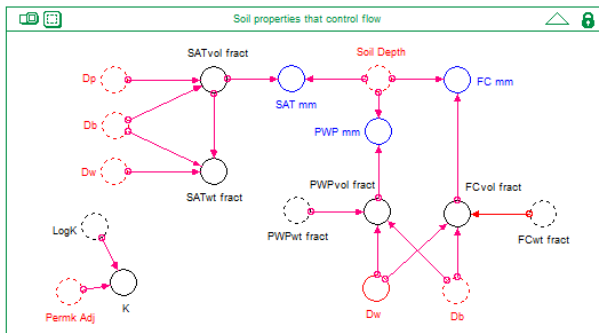 Soil properties that control flow
SATvol fract
Soil Depth
Dp
SAT mm
FC mm
Db
PWP mm
Dw
SATwt fract
PWPvol fract
FCvol fract
LogK
PWPwt fract
FCwt fract
K
Permk Adj
Dw
Db